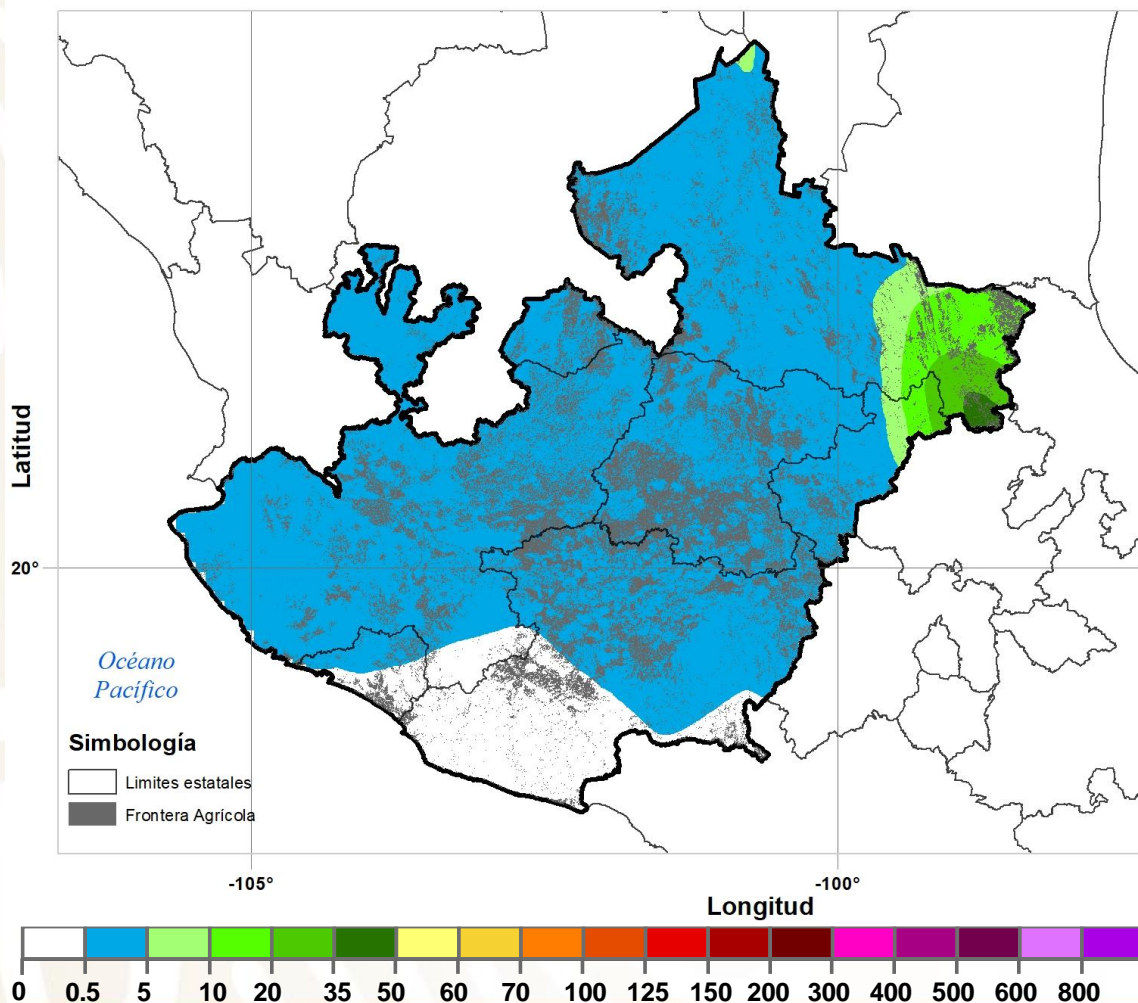 Latitud
20°
Océano
Pacífico
Simbología
Limites estatales
Frontera Agrícola
-105°
-100°
Longitud
0 0.5 5 10 20 35 50 60 70 100 125 150 200 300 400 500 600 800